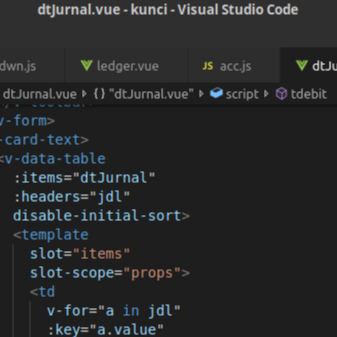 dtJurnal.vue - kunci - Visual Studio Code
dwn.js ledger.vue JS acc.js dtJu
dtJurnal.vue {} "dtJurnal.vue" script tdebit
v-form>
-card-text>
<v-data-table
:items="dtJurnal"
:headers="jdl"
disable-initial-sort>
<template
slot="items"
slot-scope="props">
<td
v-for="a in jdl"
:key="a.value"